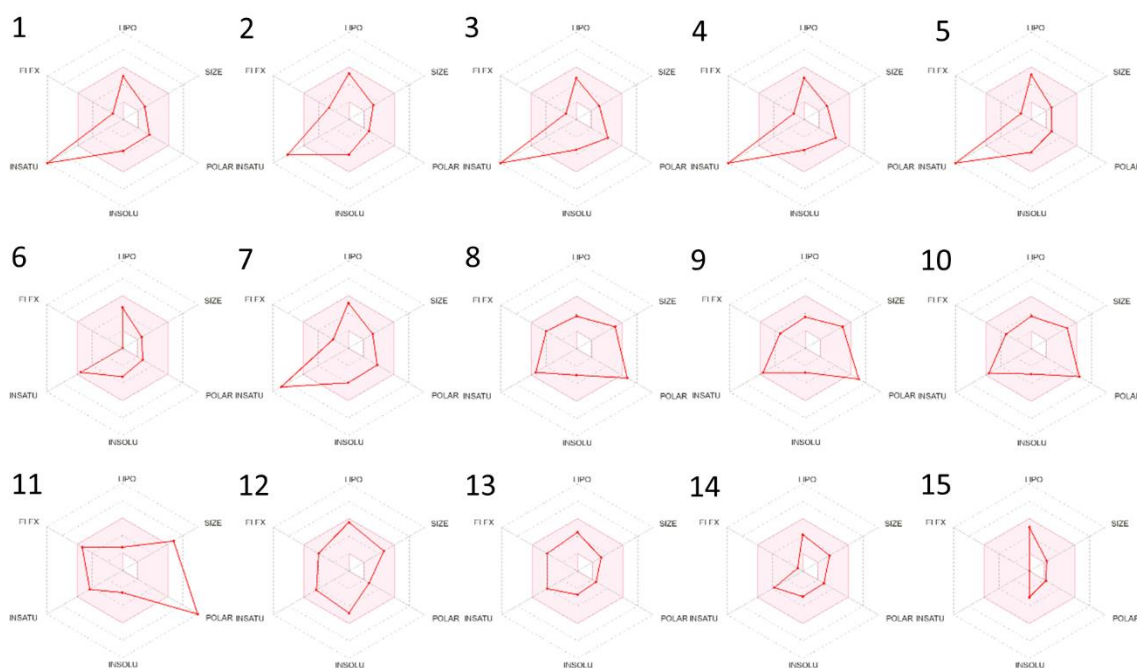 1 2 3 4 5
LIPO LIPO LIPO LIPO LIPO
FLEX SIZE FLEX SIZE FLEX SIZE FLEX SIZE FLEX SIZE
INSATU POLAR INSATU POLAR INSATU POLAR INSATU POLAR INSATU POLAR
INSOLU INSOLU INSOLU INSOLU INSOLU
6 7 8 9 10
LIPO LIPO LIPO LIPO LIPO
FLEX SIZE FLEX SIZE FLEX SIZE FLEX SIZE FLEX SIZE
INSATU POLAR INSATU POLAR INSATU POLAR INSATU POLAR INSATU POLAR
INSOLU INSOLU INSOLU INSOLU INSOLU
11 12 13 14 15
LIPO LIPO LIPO LIPO LIPO
FLEX SIZE FLEX SIZE FLEX SIZE FLEX SIZE FLEX SIZE
INSATU POLAR INSATU POLAR INSATU POLAR INSATU POLAR INSATU POLAR
INSOLU INSOLU INSOLU INSOLU INSOLU